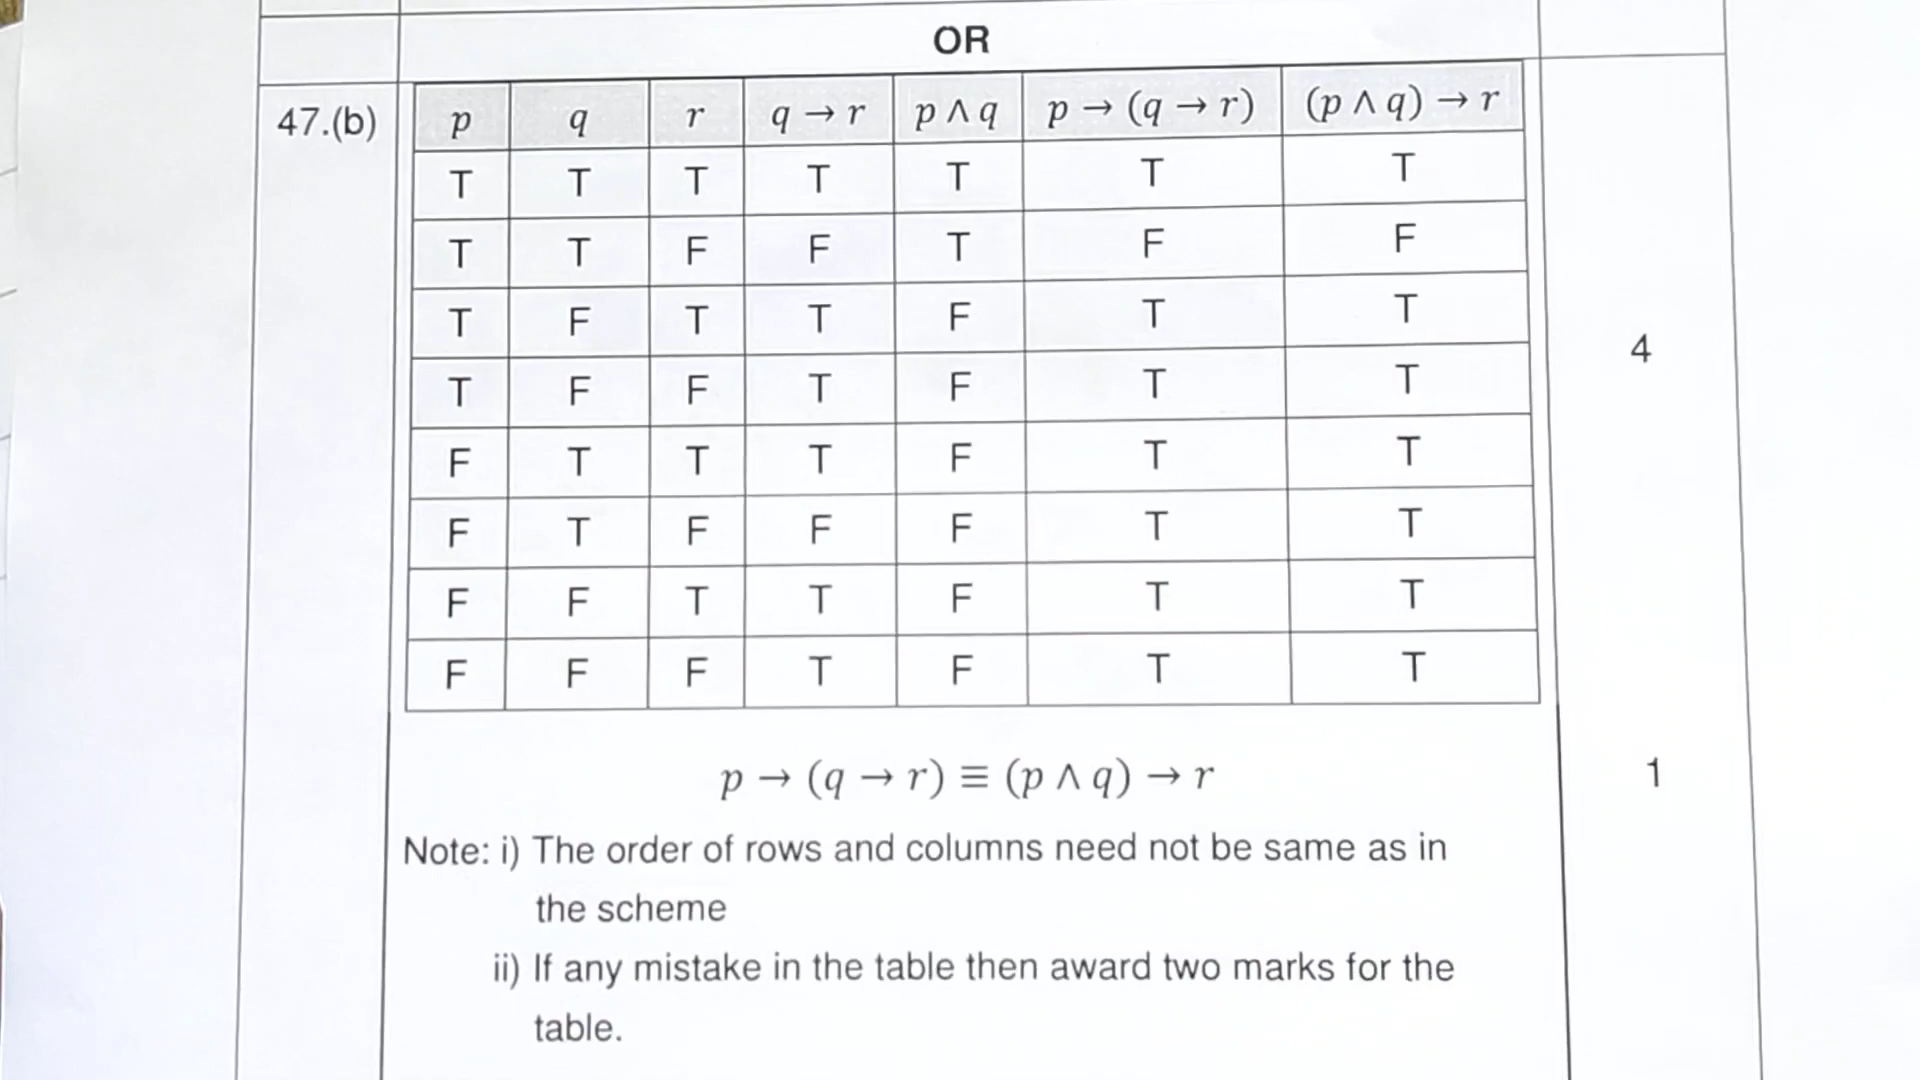 OR
47.(b) p q r q → r p ∧ q p → (q → r) (p ∧ q) → r
T T T T T T T
T T F F T F F
T F T T F T T
4
T F F T F T T
F T T T F T T
F T F F F T T
F F T T F T T
F F F T F T T
p → (q → r) ≡ (p ∧ q) → r 1
Note: i) The order of rows and columns need not be same as in
the scheme
ii) If any mistake in the table then award two marks for the
table.